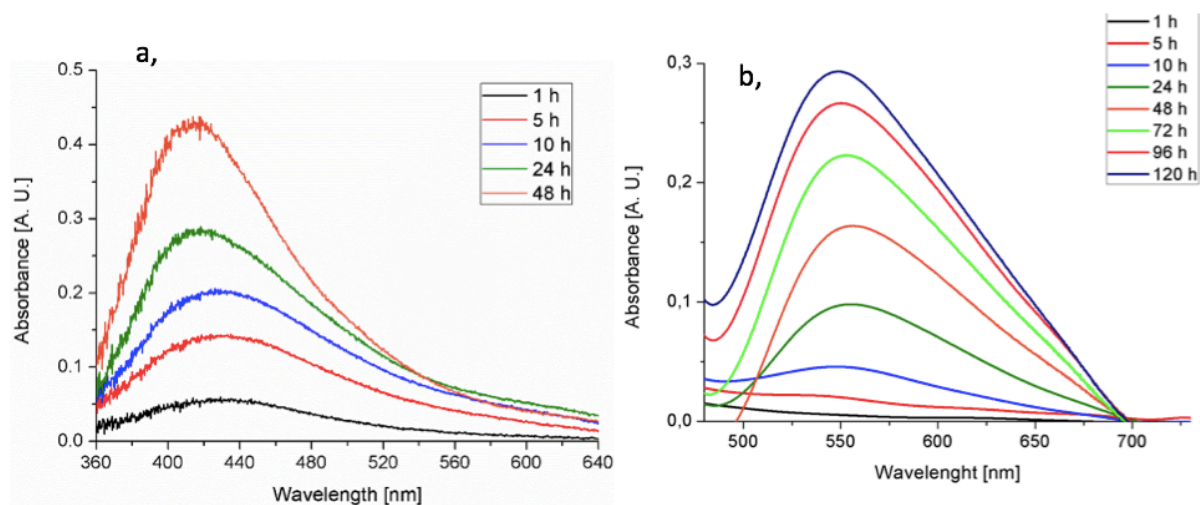 a,
0.5
0.4
0.3
0.2
0.1
0.0
Absorbance [A. U.]
360 400 440 480 520 560 600 640
Wavelength [nm]
1 h
5 h
10 h
24 h
48 h
b,
0,3
0,2
0,1
0,0
Absorbance [A. U.]
500 550 600 650 700
Wavelenght [nm]
1 h
5 h
10 h
24 h
48 h
72 h
96 h
120 h